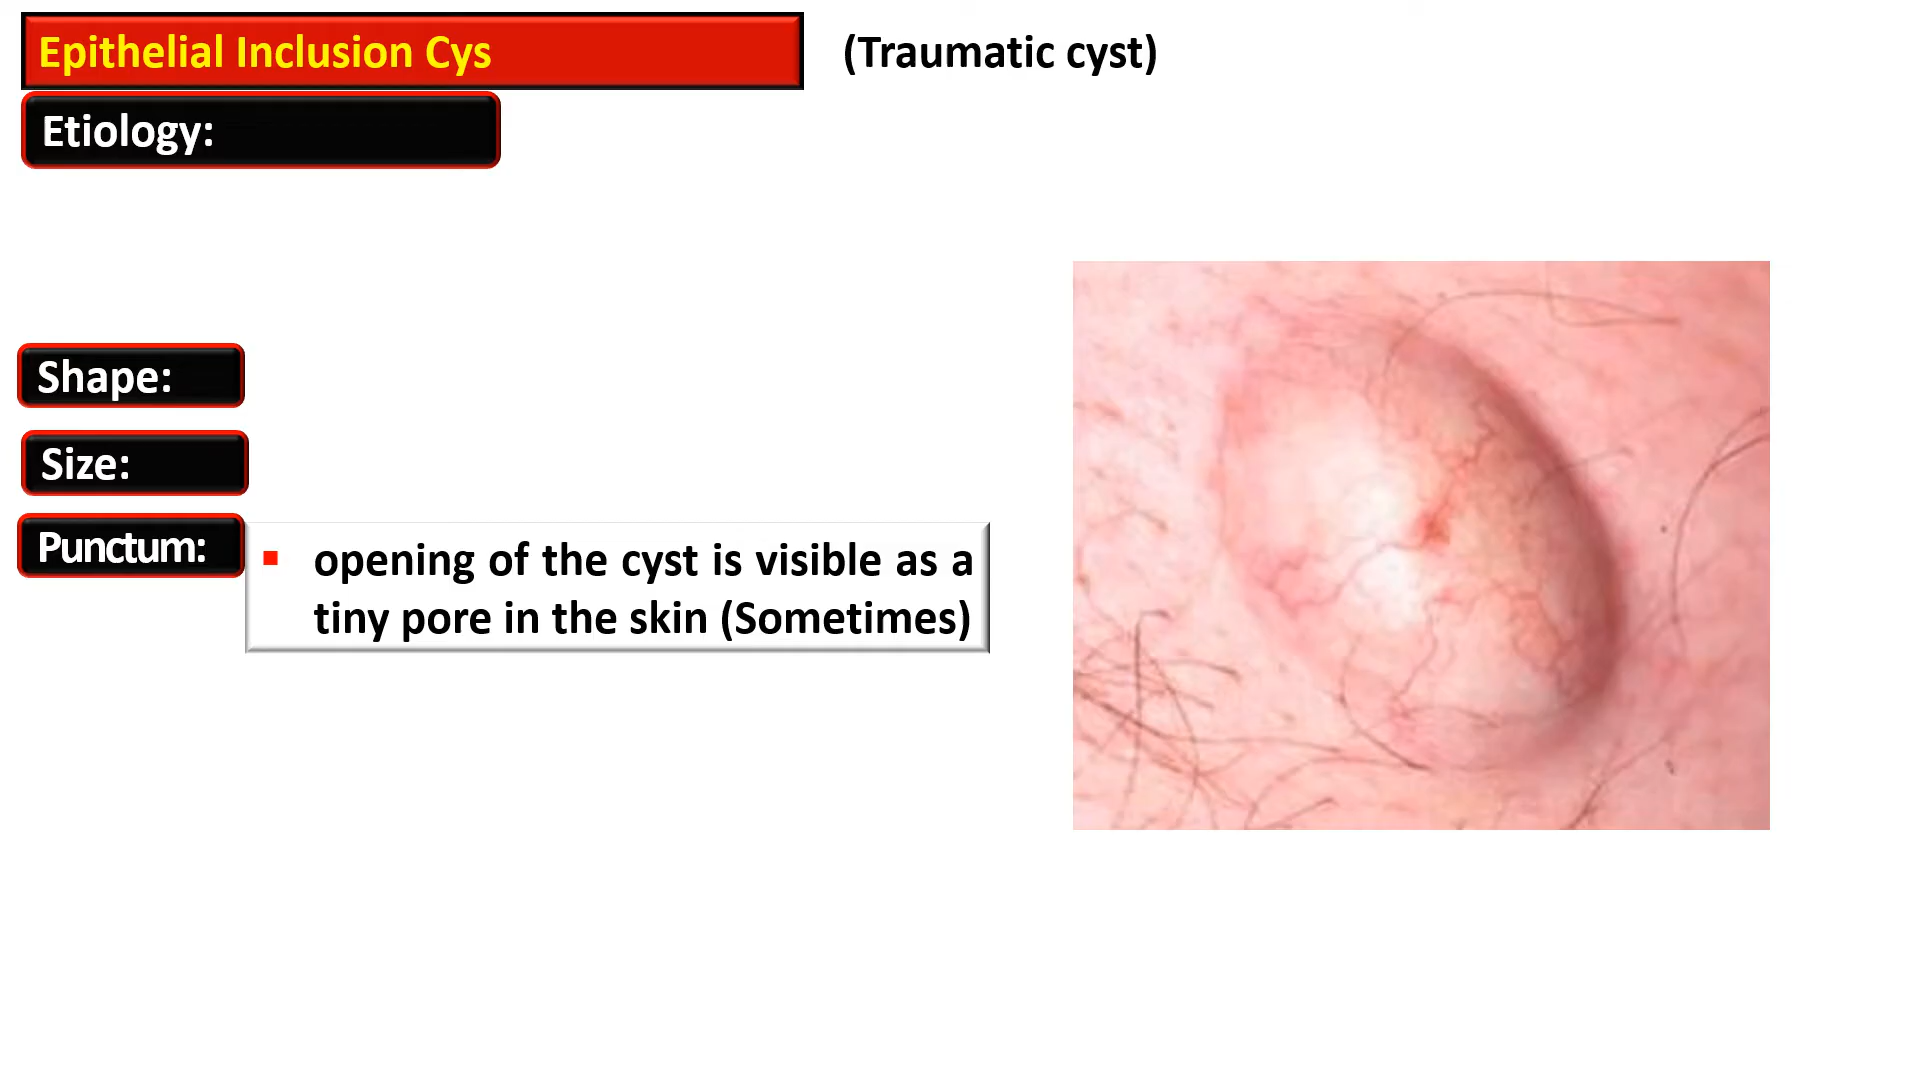 Epithelial Inclusion Cys
(Traumatic cyst)
Etiology:
Shape:
Size:
Punctum:
▪ opening of the cyst is visible as a
tiny pore in the skin (Sometimes)